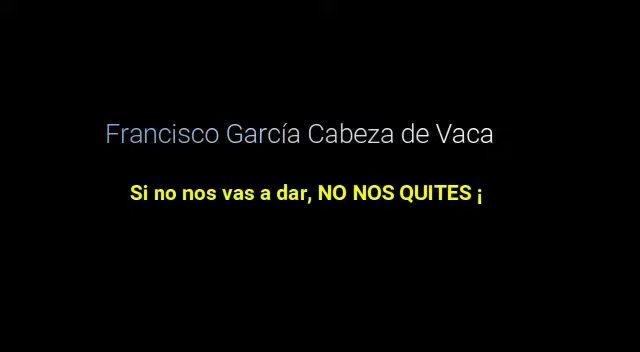 Francisco García Cabeza de Vaca
Si no nos vas a dar, NO NOS QUITES ¡